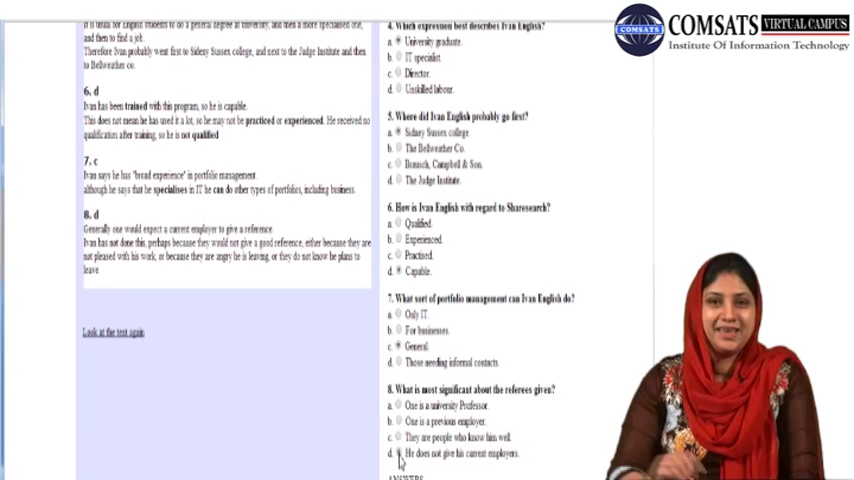 It is usual for English students to do a general degree at university, and then a more specialised one,
and then to find a job.
Therefore Ivan probably went first to Sidney Sussex college, and next to the Judge Institute and then
to Bellweather co.
6. d
Ivan has been trained with this program, so he is capable.
This does not mean he has used it a lot, so he may not be practiced or experienced. He received no
qualification after training, so he is not qualified
7. c
Ivan says he has 'broad experience' in portfolio management.
although he says that he specialises in IT he can do other types of portfolios, including business.
8. d
Generally one would expect a current employer to give a reference.
Ivan has not done this, perhaps because they would not give a good reference, either because they are
not pleased with his work, or because they are angry he is leaving, or they do not know he plans to
leave.
Look at the text again
4. Which expression best describes Ivan English?
a. University graduate.
b. IT specialist
c. Director.
d. Unskilled labour.
5. Where did Ivan English probably go first?
a. Sidney Sussex college
b. The Bellweather Co.
c. Brausch, Campbell & Son.
d. The Judge Institute.
6. How is Ivan English with regard to Sharesearch?
a. Qualified.
b. Experienced.
c. Practised.
d. Capable.
7. What sort of portfolio management can Ivan English do?
a. Only IT.
b. For businesses.
c. General.
d. Those needing informal contacts.
8. What is most significant about the referees given?
a. One is a university Professor.
b. One is a previous employer.
c. They are people who know him well.
d. He does not give his current employers.
ANSWERS
COMSATS
COMSATS VIRTUAL CAMPUS
Institute Of Information Technology